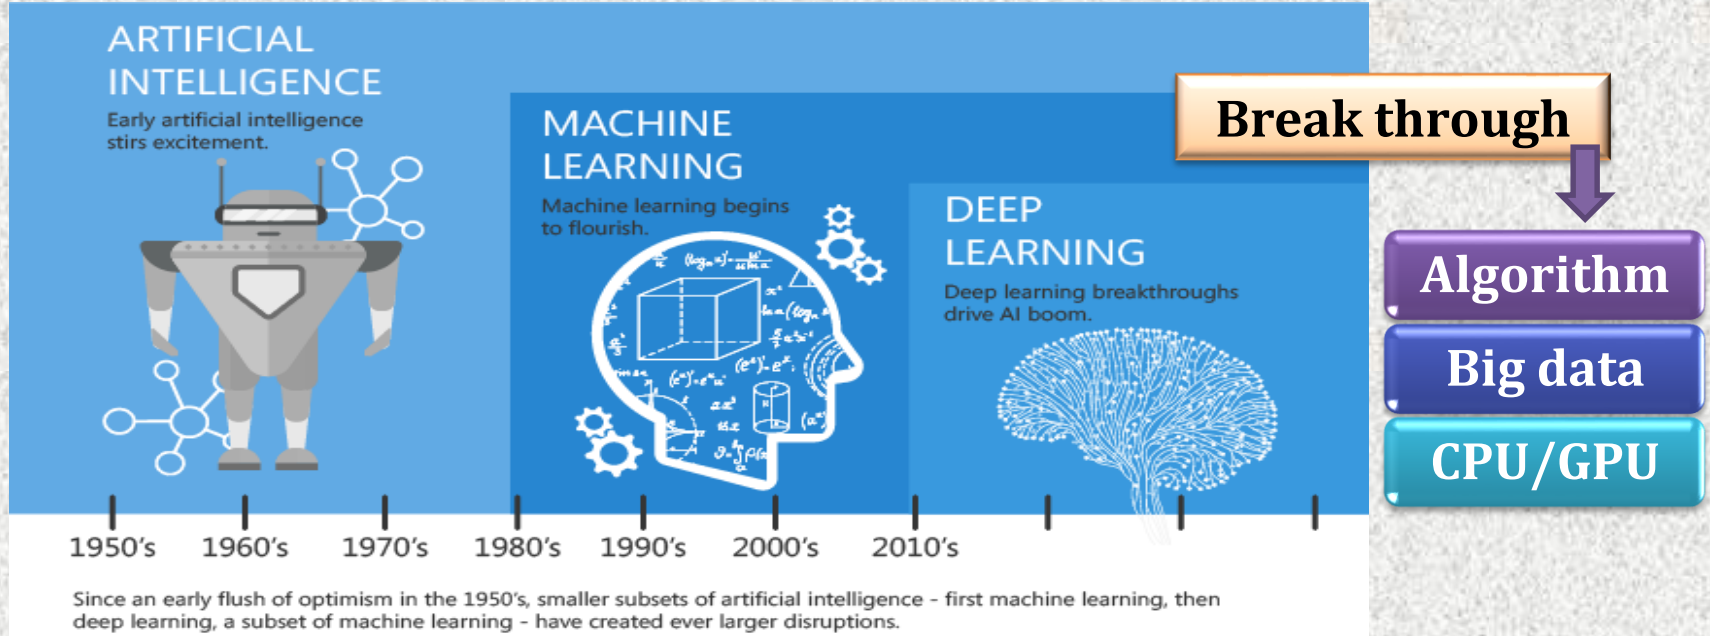 ARTIFICIAL
INTELLIGENCE
Early artificial intelligence
stirs excitement.
MACHINE
LEARNING
Machine learning begins
to flourish.
DEEP
LEARNING
Deep learning breakthroughs
drive AI boom.
Break through
Algorithm
Big data
CPU/GPU
1950's 1960's 1970's 1980's 1990's 2000's 2010's
Since an early flush of optimism in the 1950's, smaller subsets of artificial intelligence - first machine learning, then
deep learning, a subset of machine learning - have created ever larger disruptions.